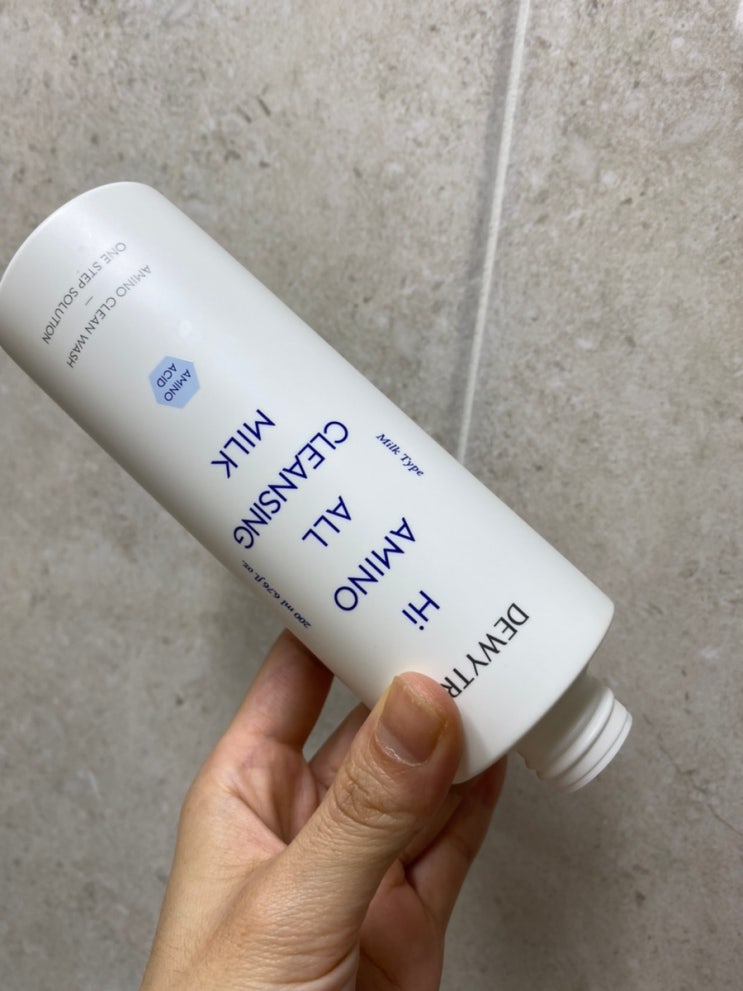 DEWYTR
Hi
AMINO
ALL
CLEANSING
MILK
Milk Type
200 ml 6.76 fl. oz.
AMINO
ACID
AMINO CLEAN WASH
—
ONE STEP SOLUTION